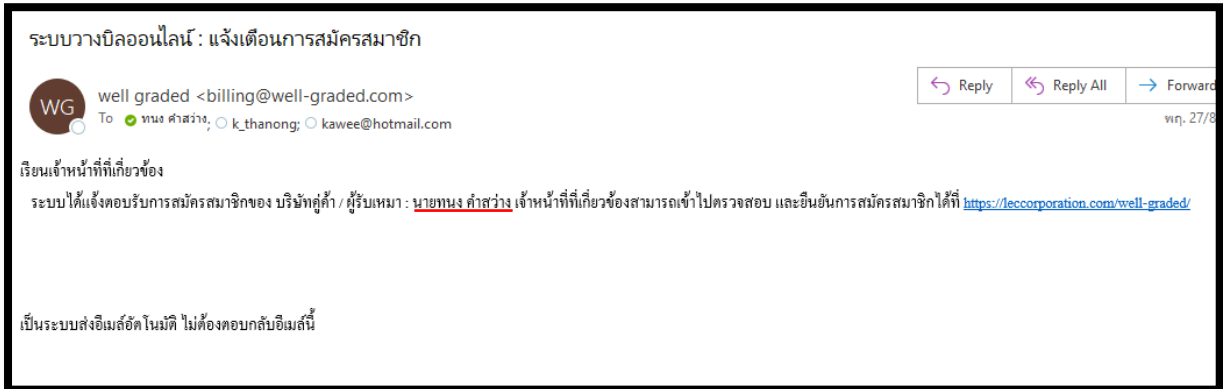 ระบบวางบิลออนไลน์ : แจ้งเตือนการสมัครสมาชิก
WG
well graded <billing@well-graded.com>
To ทนง คำสว่าง; k_thanong; kawee@hotmail.com
Reply
Reply All
Forward
พฤ. 27/8
เรียนเจ้าหน้าที่ที่เกี่ยวข้อง
ระบบได้แจ้งตอบรับการสมัครสมาชิกของ บริษัทคู่ค้า / ผู้รับเหมา : นายทนง คำสว่าง เจ้าหน้าที่ที่เกี่ยวข้องสามารถเข้าไปตรวจสอบ และยืนยันการสมัครสมาชิกได้ที่ https://leccorporation.com/well-graded/
เป็นระบบส่งอีเมล์อัตโนมัติ ไม่ต้องตอบกลับอีเมล์นี้